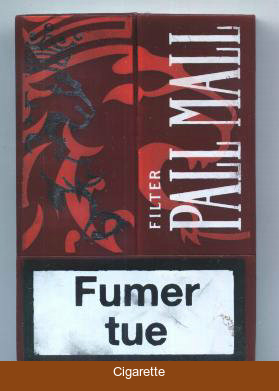 FILTER
PALL MALL
Fumer
tue
Cigarette